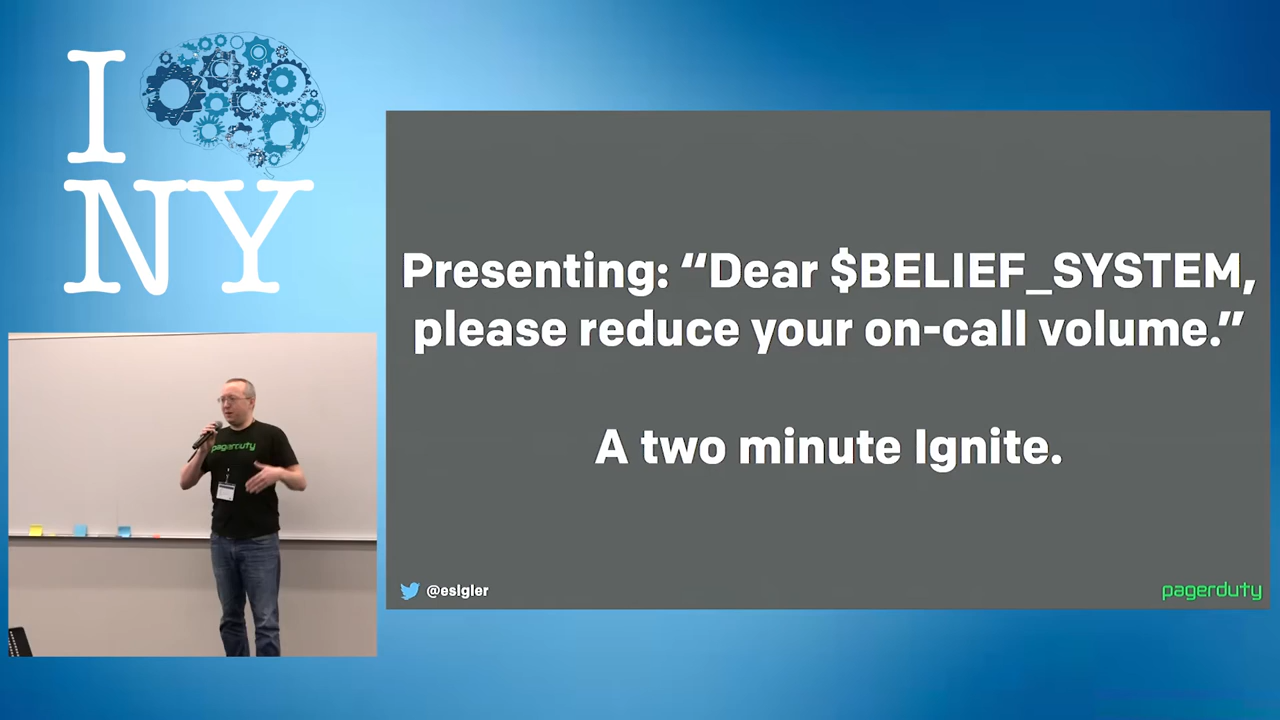 I
NY
Presenting: “Dear $BELIEF_SYSTEM,
please reduce your on-call volume.”
A two minute Ignite.
@esigler
pagerduty
pagerduty